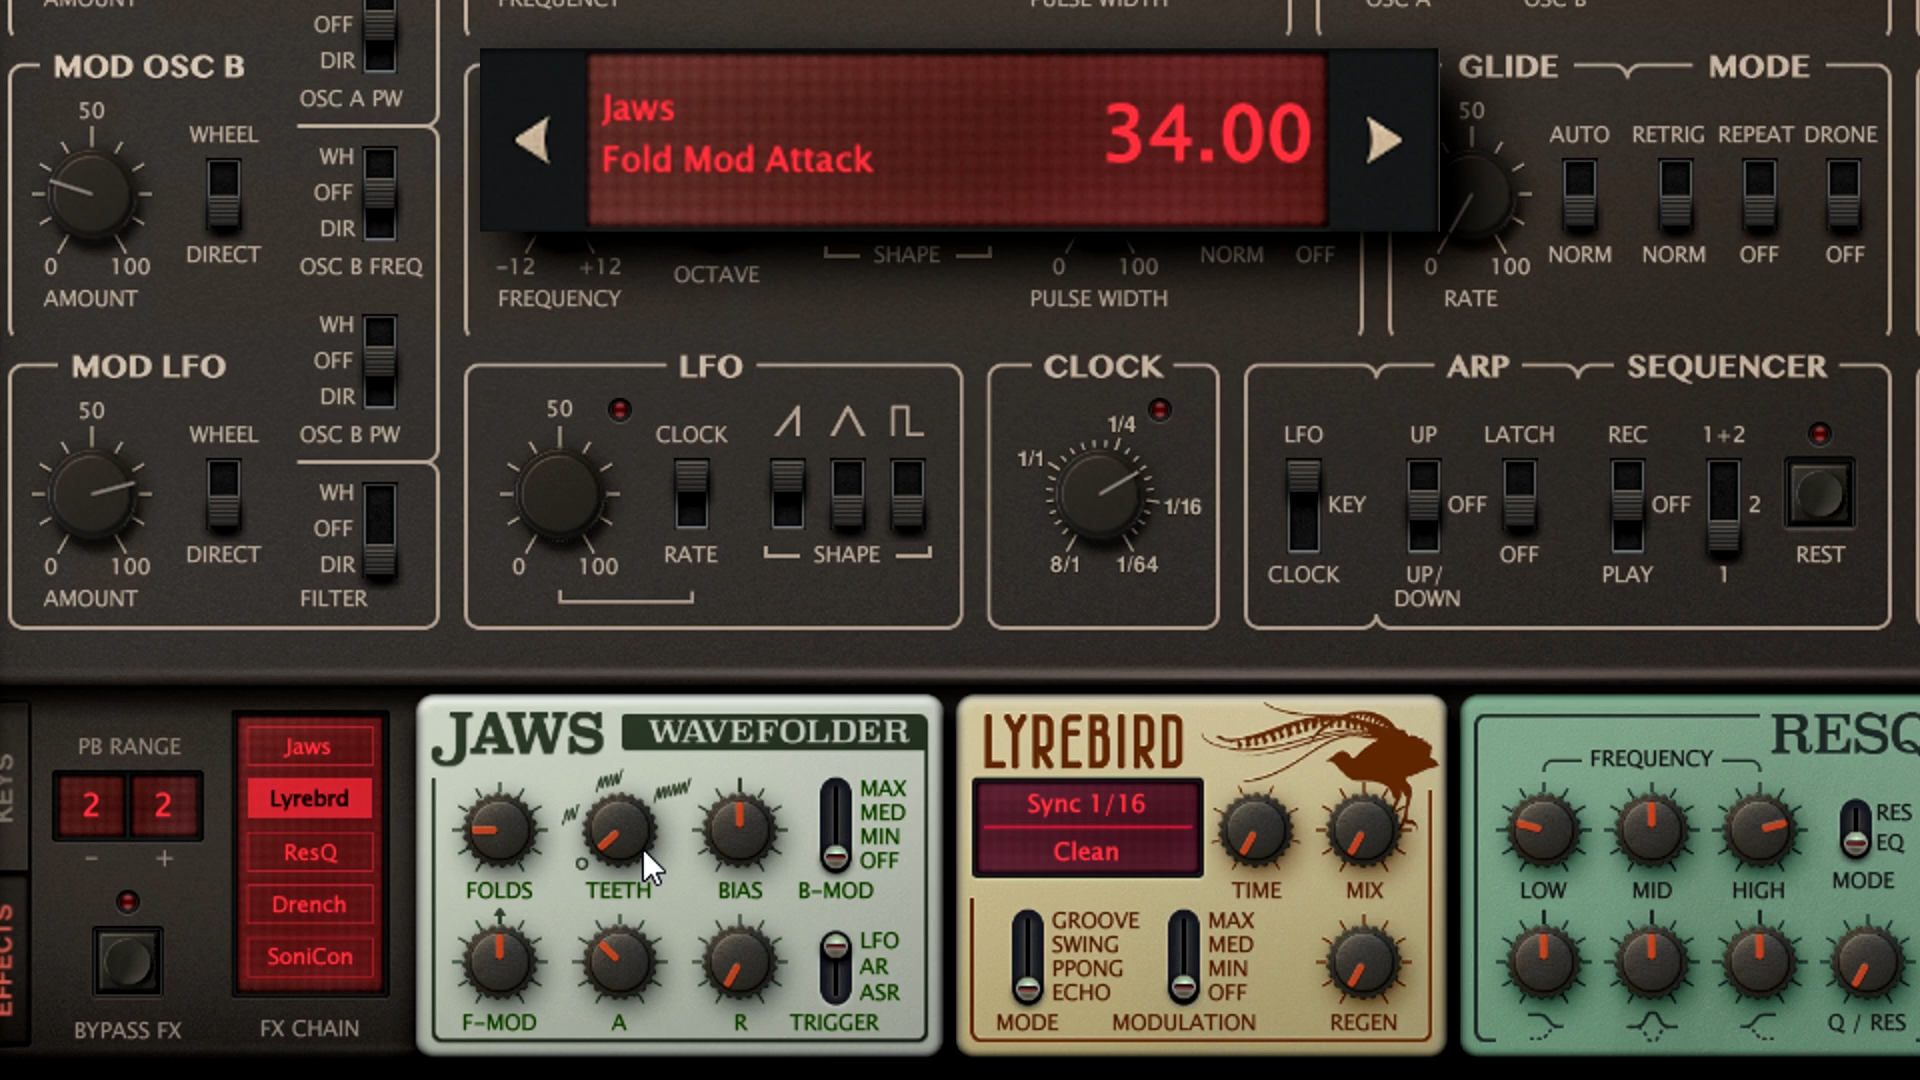 AMOUNT
OFF
DIR
OSC A PW
FREQUENCY
PULSE WIDTH
OSC A
OSC B
MOD OSC B
50
WHEEL
DIRECT
0
100
AMOUNT
WH
OFF
DIR
OSC B FREQ
WH
OFF
DIR
OSC B PW
Jaws
Fold Mod Attack
34.00
-12
+12
FREQUENCY
OCTAVE
SHAPE
0
100
PULSE WIDTH
NORM
OFF
GLIDE
MODE
50
0
100
RATE
AUTO
NORM
RETRIG
NORM
REPEAT
OFF
DRONE
OFF
MOD LFO
50
0
100
AMOUNT
WHEEL
DIRECT
WH
OFF
DIR
FILTER
LFO
50
0
100
CLOCK
RATE
SHAPE
CLOCK
1/4
1/1
1/16
8/1
1/64
ARP
SEQUENCER
LFO
KEY
CLOCK
UP
OFF
UP/
DOWN
LATCH
OFF
REC
OFF
PLAY
1+2
2
1
REST
KEYS
EFFECTS
PB RANGE
2 2
- +
BYPASS FX
Jaws
Lyrebrd
ResQ
Drench
SoniCon
FX CHAIN
JAWS WAVEFOLDER
FOLDS
TEETH
BIAS
MAX
MED
MIN
OFF
B-MOD
F-MOD
A
R
LFO
AR
ASR
TRIGGER
LYREBIRD
Sync 1/16
Clean
TIME
MIX
GROOVE
SWING
PPONG
ECHO
MODE
MAX
MED
MIN
OFF
MODULATION
REGEN
RESQ
FREQUENCY
LOW
MID
HIGH
RES
EQ
MODE
Q / RES